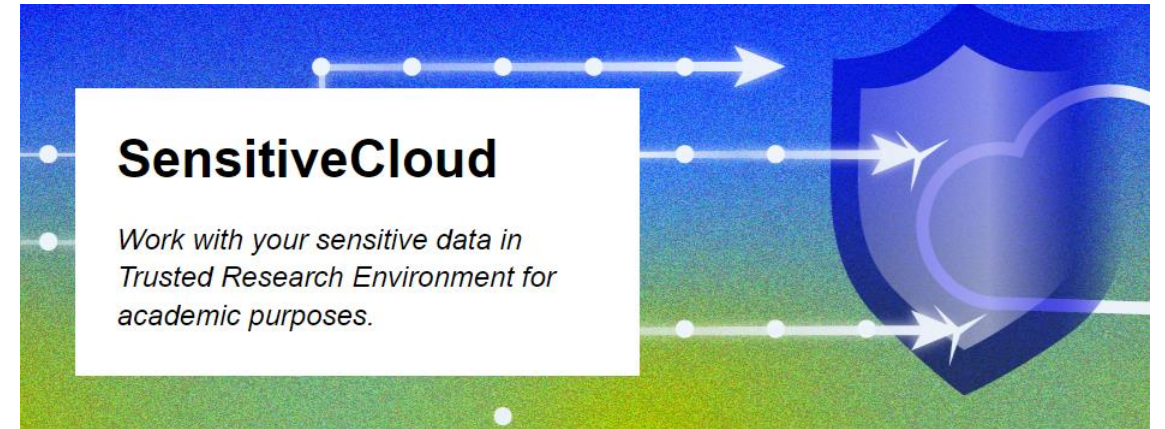 SensitiveCloud
Work with your sensitive data in
Trusted Research Environment for
academic purposes.